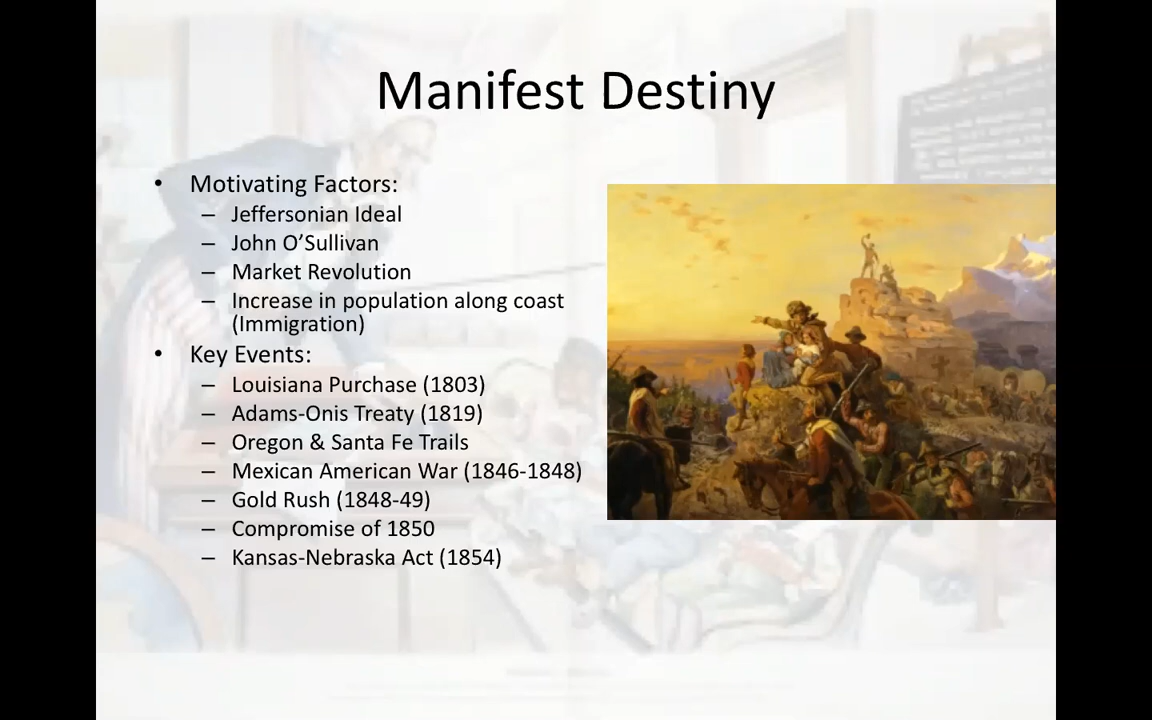 Manifest Destiny
• Motivating Factors:
– Jeffersonian Ideal
– John O’Sullivan
– Market Revolution
– Increase in population along coast
(Immigration)
• Key Events:
– Louisiana Purchase (1803)
– Adams-Onis Treaty (1819)
– Oregon & Santa Fe Trails
– Mexican American War (1846-1848)
– Gold Rush (1848-49)
– Compromise of 1850
– Kansas-Nebraska Act (1854)